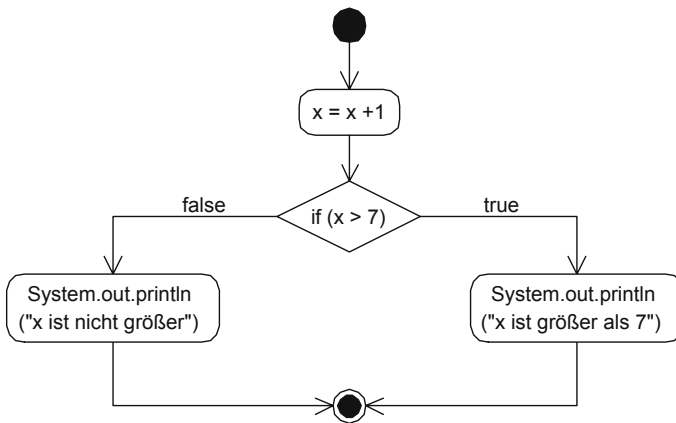 x = x +1
false
if (x > 7)
true
System.out.println
("x ist nicht größer")
System.out.println
("x ist größer als 7")